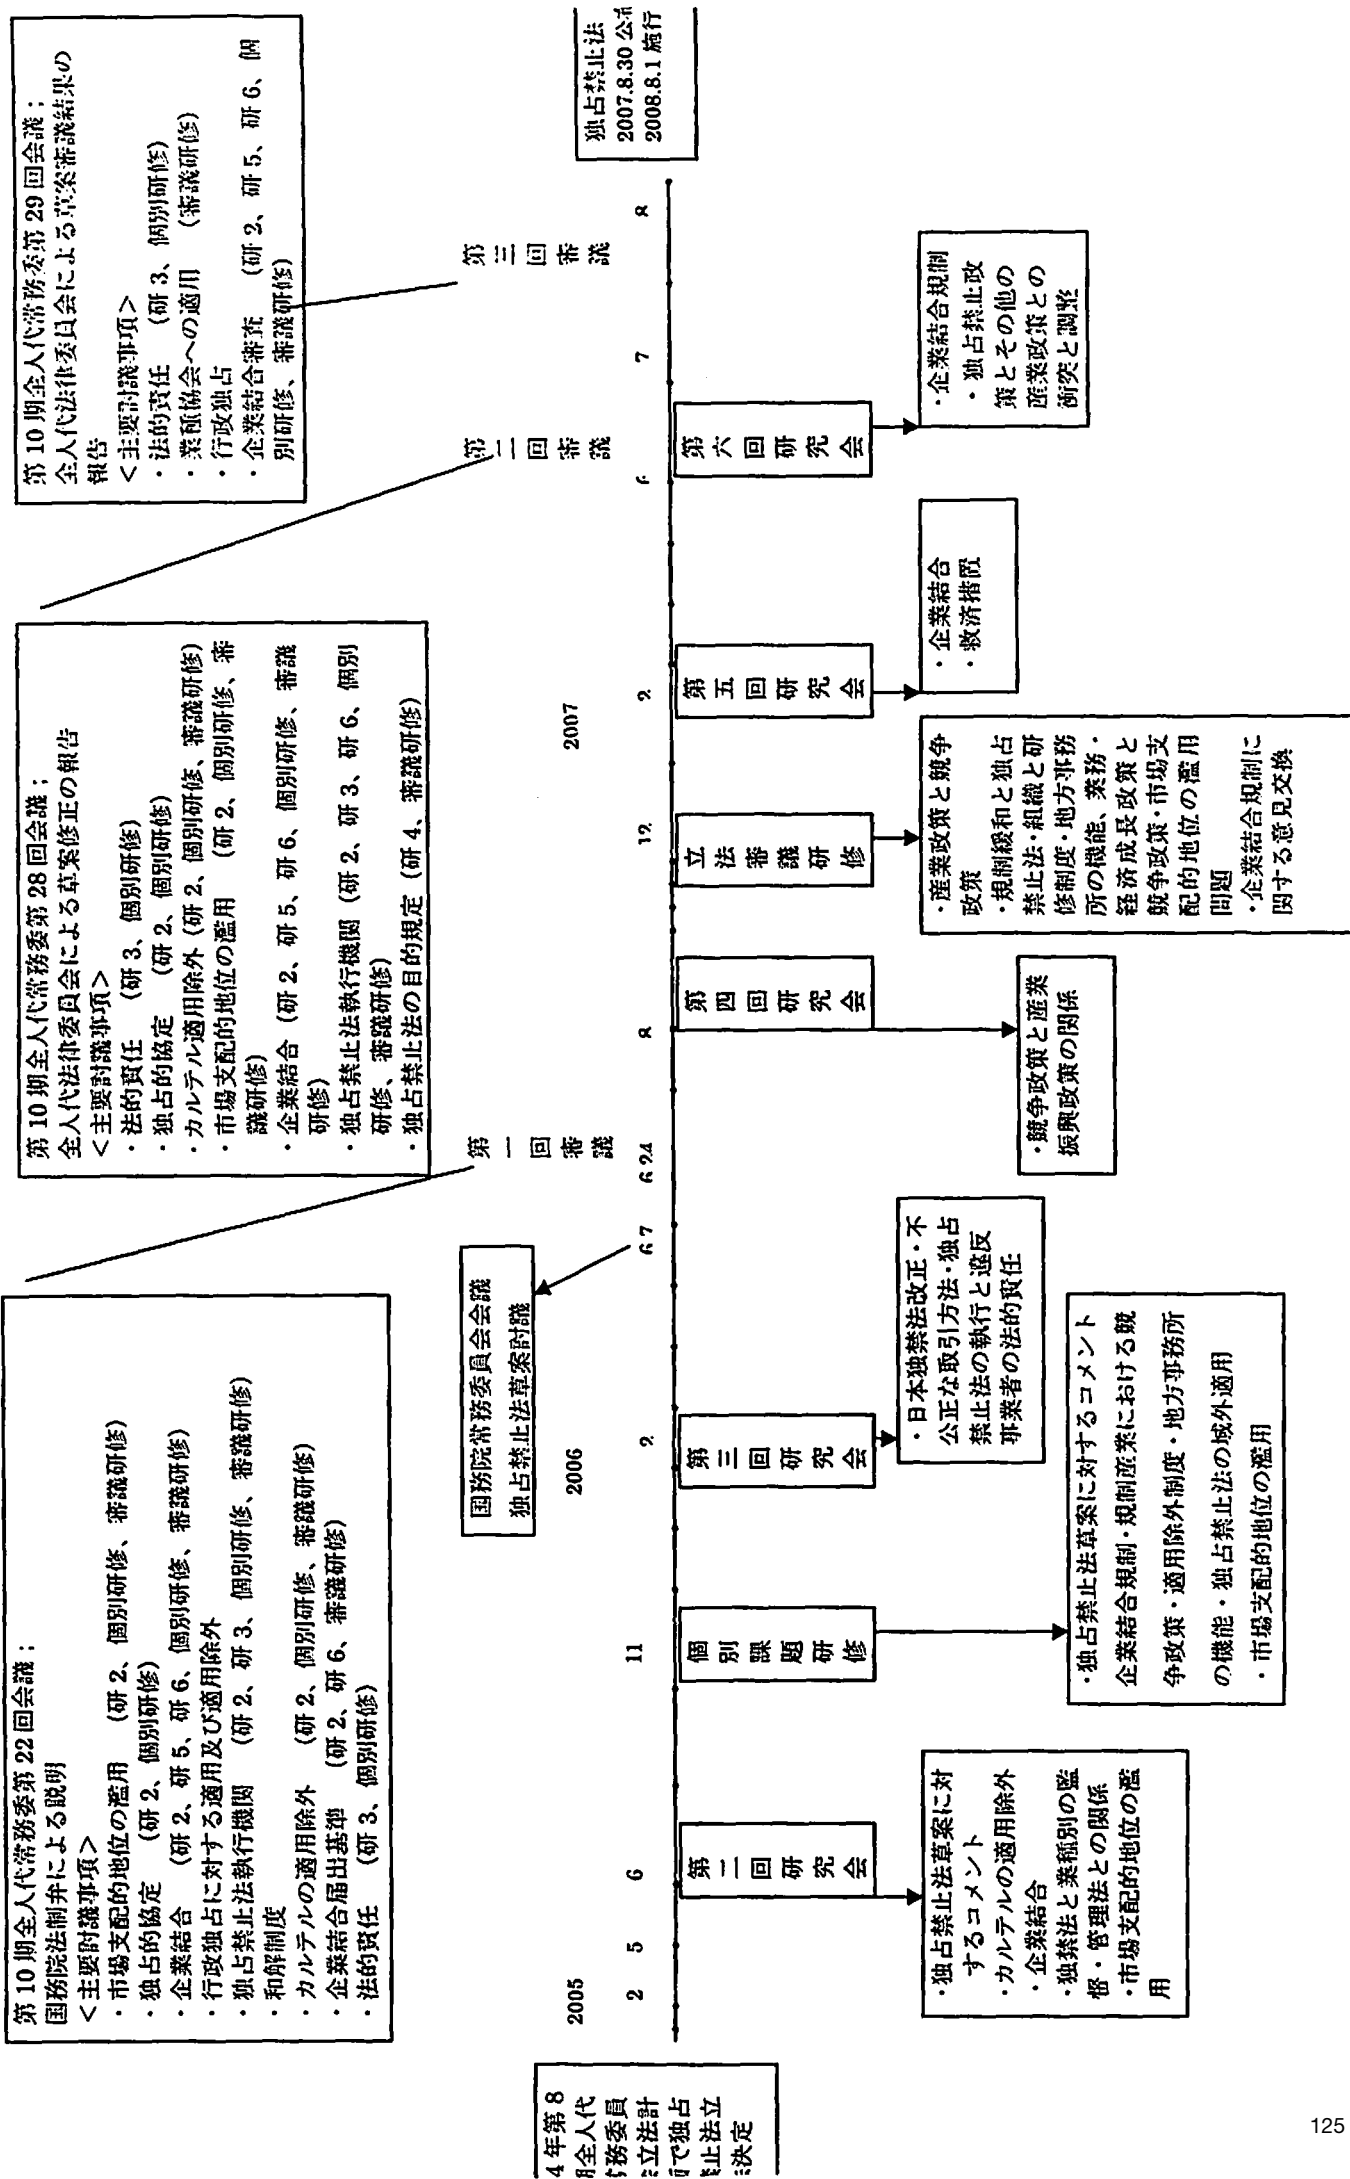 第10期全人代常務委第22回会議；
国務院法制弁による説明
＜主要討議事項＞
・市場支配的地位の濫用　（研2、個別研修、審議研修）
・独占的協定　（研2、個別研修）
・企業結合　（研2、研5、研6、個別研修、審議研修）
・行政独占に対する適用及び適用除外
・独占禁止法執行機関　（研2、研3、個別研修、審議研修）
・和解制度
・カルテルの適用除外　（研2、個別研修、審議研修）
・企業結合届出基準　（研2、研6、審議研修）
・法的責任　（研3、個別研修）
第10期全人代常務委第28回会議；
全人代法律委員会による草案修正の報告
＜主要討議事項＞
・法的責任　（研3、個別研修）
・独占的協定　（研2、個別研修）
・カルテル適用除外（研2、個別研修、審議研修）
・市場支配的地位の濫用　（研2、個別研修、審
議研修）
・企業結合（研2、研5、研6、個別研修、審議
研修）
・独占禁止法執行機関（研2、研3、研6、個別
研修、審議研修）
・独占禁止法の目的規定（研4、審議研修）
第10期全人代常務委第29回会議；
全人代法律委員会による草案審議結果の
報告
＜主要討議事項＞
・法的責任　（研3、個別研修）
・業種協会への適用　（審議研修）
・行政独占
・企業結合審査　（研2、研5、研6、個
別研修、審議研修）
国務院常務委員会会議
独占禁止法草案討議
第一回審議
第二回審議
第三回審議
4年第8
期全人代
務委員
立法計
で独占
止法立
決定
2005
2006
2007
2
5
6
11
2
6 7
6 24
8
12
2
6
7
8
独占禁止法
2007.8.30 公布
2008.8.1 施行
第二回研究会
個別課題研修
第三回研究会
第四回研究会
立法審議研修
第五回研究会
第六回研究会
・独占禁止法草案に対
するコメント
・カルテルの適用除外
・企業結合
・独禁法と業種別の監
督・管理法との関係
・市場支配的地位の濫
用
・独占禁止法草案に対するコメント
企業結合規制・規制産業における競
争政策・適用除外制度・地方事務所
の機能・独占禁止法の域外適用
・市場支配的地位の濫用
・日本独禁法改正・不
公正な取引方法・独占
禁止法の執行と違反
事業者の法的責任
・競争政策と産業
振興政策の関係
・産業政策と競争
政策
・規制緩和と独占
禁止法・組織と研
修制度・地方事務
所の機能、業務・
経済成長政策と
競争政策・市場支
配的地位の濫用
問題
・企業結合規制に
関する意見交換
・企業結合
・救済措置
・企業結合規制
・独占禁止政
策とその他の
産業政策との
衝突と調整
125